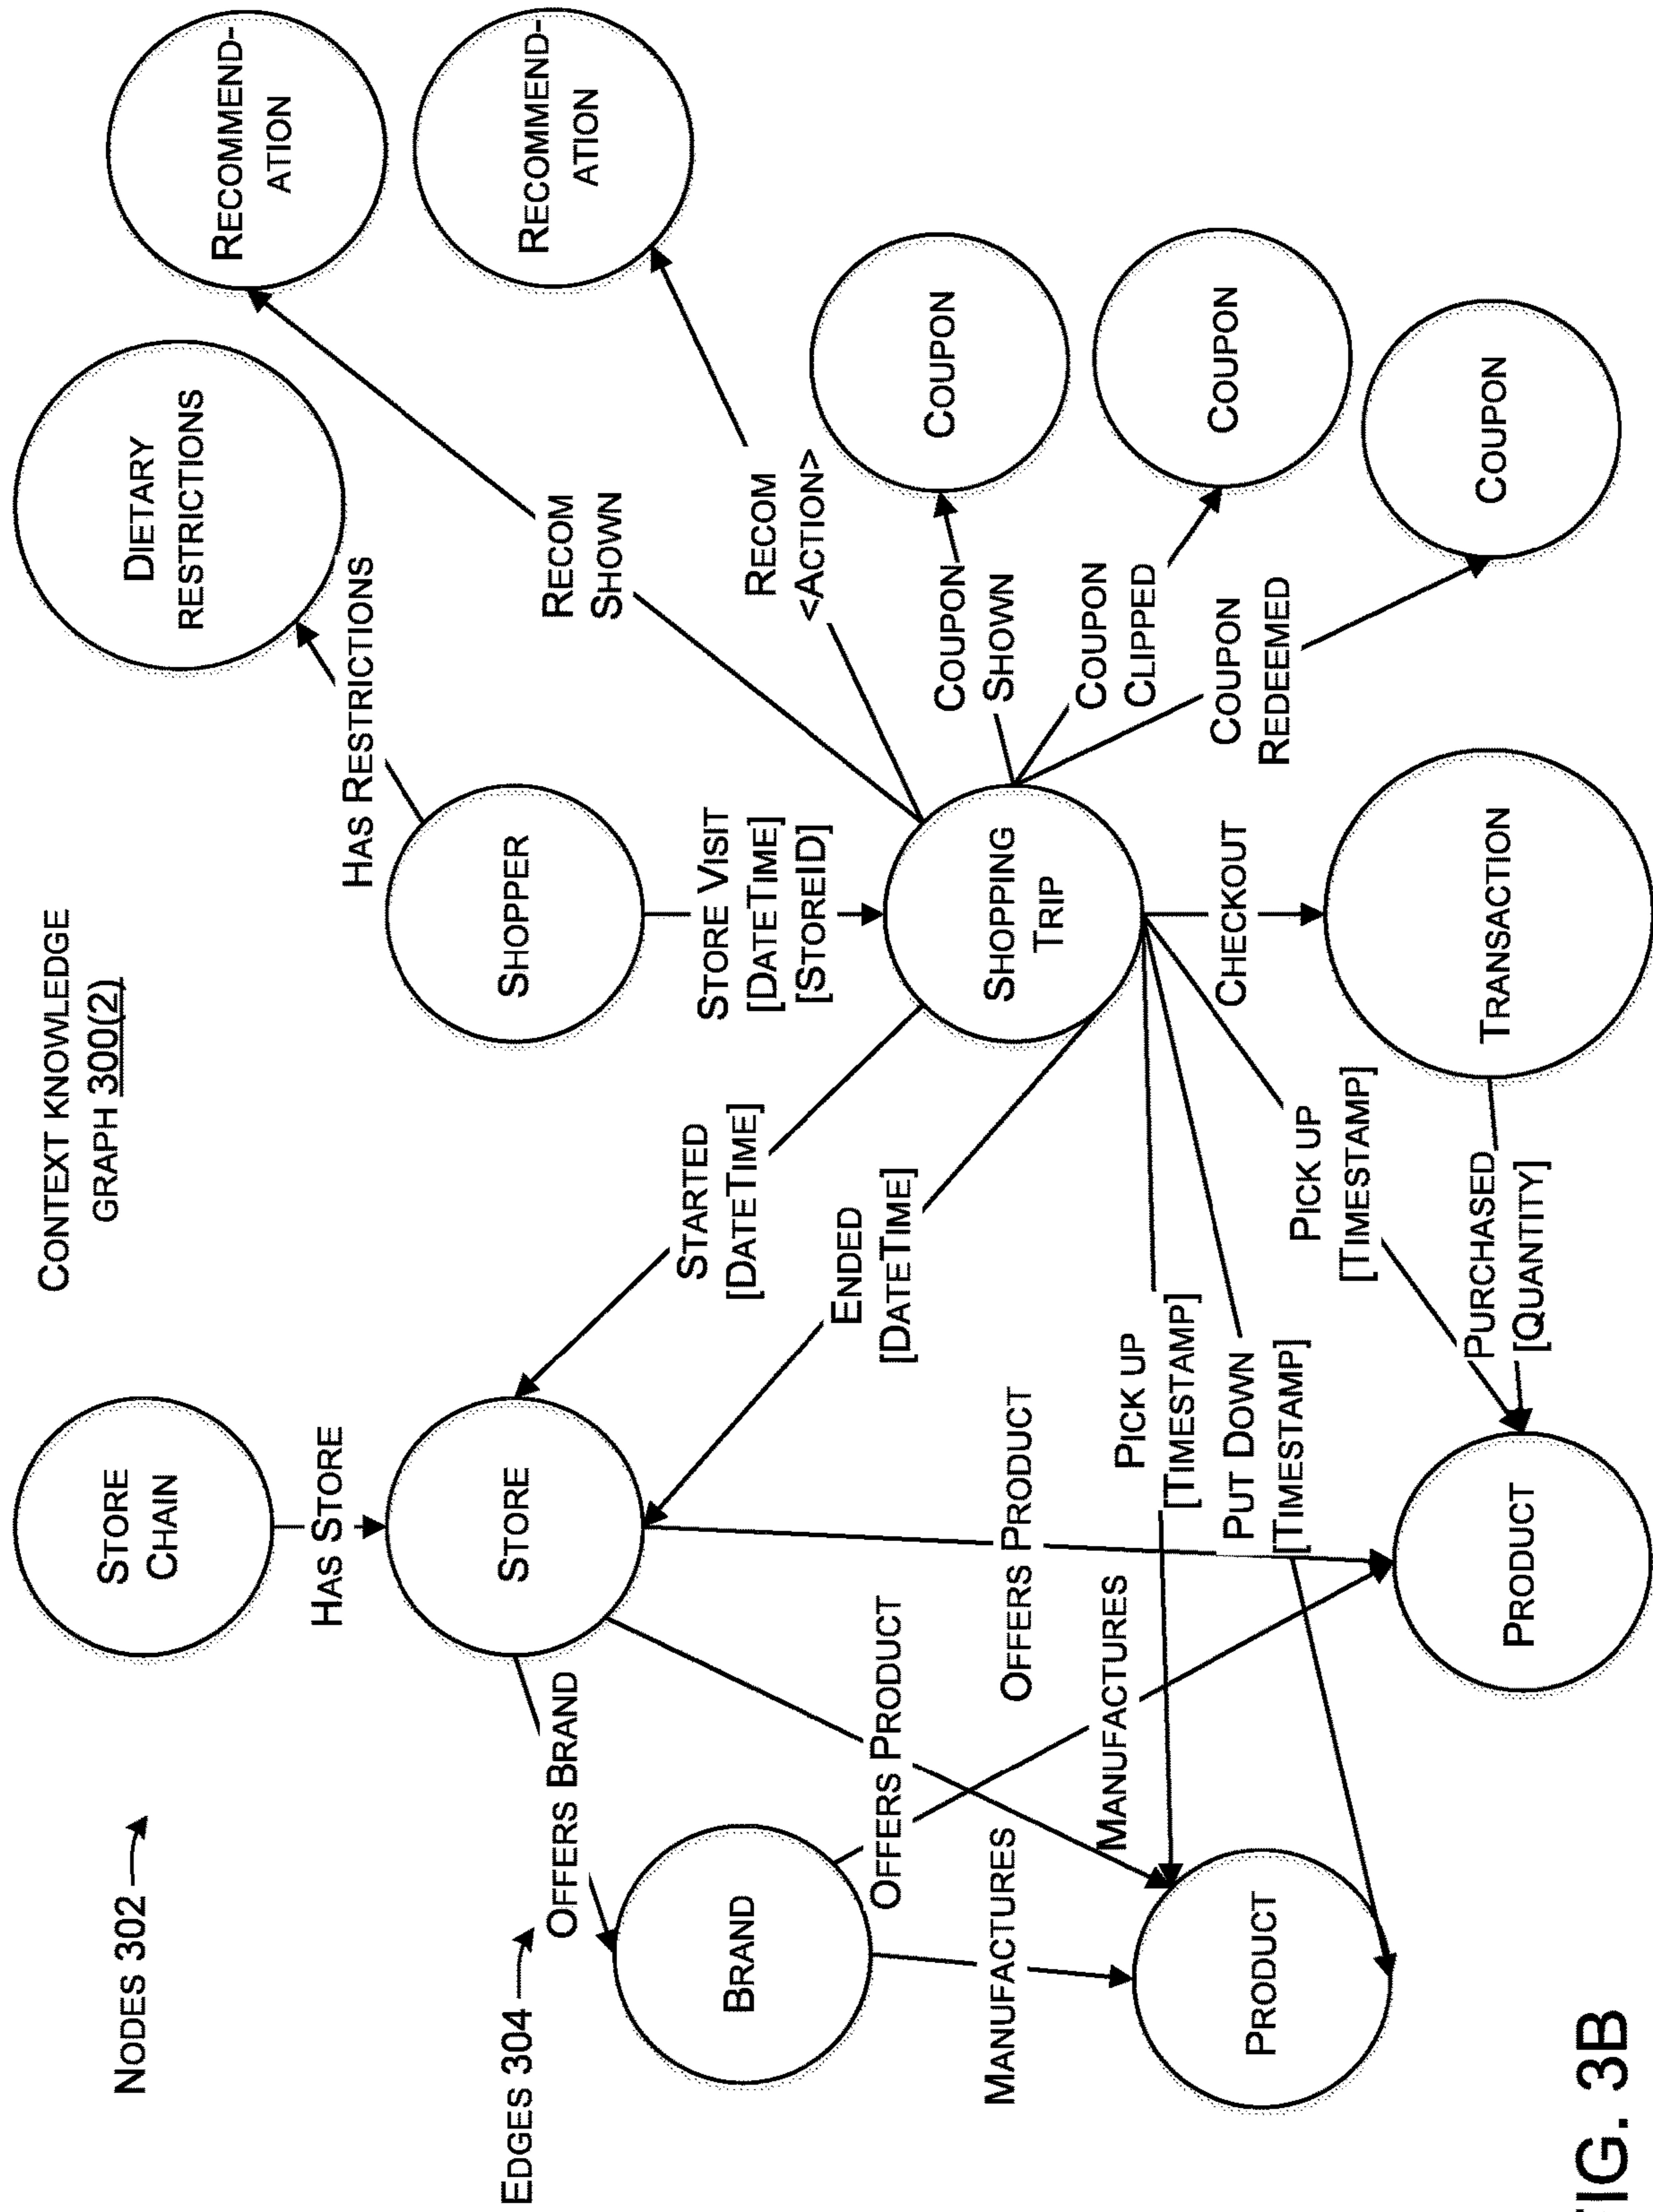 CONTEXT KNOWLEDGE
GRAPH 300(2)
NODES 302
EDGES 304
STORE
CHAIN
HAS STORE
STORE
OFFERS BRAND
BRAND
OFFERS PRODUCT
OFFERS PRODUCT
MANUFACTURES
MANUFACTURES
PRODUCT
PRODUCT
STARTED
[DATETIME]
ENDED
[DATETIME]
PICK UP
[TIMESTAMP]
PUT DOWN
[TIMESTAMP]
PICK UP
[TIMESTAMP]
PURCHASED
[QUANTITY]
SHOPPER
HAS RESTRICTIONS
DIETARY
RESTRICTIONS
STORE VISIT
[DATETIME]
[STOREID]
SHOPPING
TRIP
CHECKOUT
TRANSACTION
RECOM
SHOWN
RECOMMEND-
ATION
RECOM
<ACTION>
RECOMMEND-
ATION
COUPON
SHOWN
COUPON
COUPON
CLIPPED
COUPON
COUPON
REDEEMED
COUPON
IG. 3B